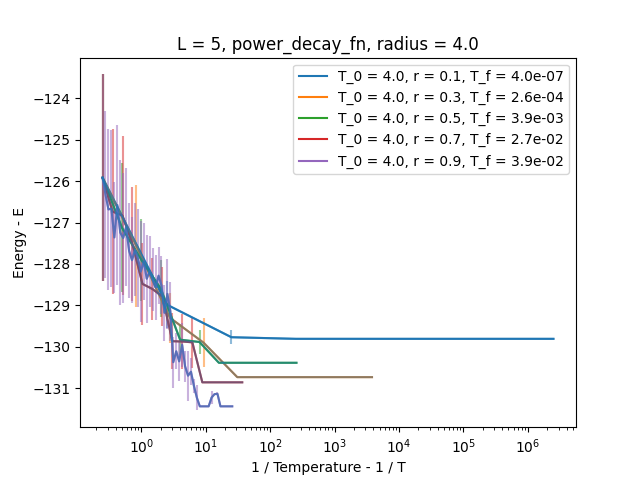 L = 5, power_decay_fn, radius = 4.0
T_0 = 4.0, r = 0.1, T_f = 4.0e-07
T_0 = 4.0, r = 0.3, T_f = 2.6e-04
T_0 = 4.0, r = 0.5, T_f = 3.9e-03
T_0 = 4.0, r = 0.7, T_f = 2.7e-02
T_0 = 4.0, r = 0.9, T_f = 3.9e-02
Energy - E
−124
−125
−126
−127
−128
−129
−130
−131
10⁰ 10¹ 10² 10³ 10⁴ 10⁵ 10⁶
1 / Temperature - 1 / T